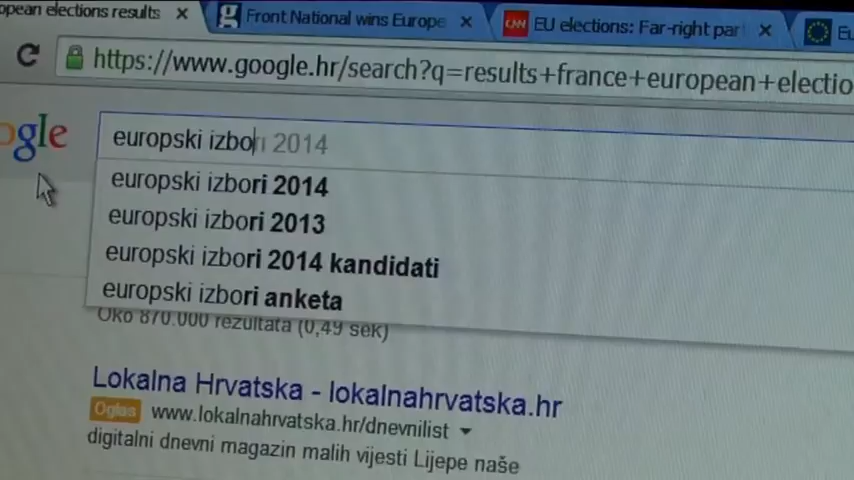 opean elections results ×
g Front National wins Europe ×
CNN EU elections: Far-right par ×
Eu
https://www.google.hr/search?q=results+france+european+electio
ogle
europski izbori 2014
europski izbori 2014
europski izbori 2013
europski izbori 2014 kandidati
europski izbori anketa
Oko 870.000 rezultata (0,49 sek)
Lokalna Hrvatska - lokalnahrvatska.hr
Oglas www.lokalnahrvatska.hr/dnevnilist
digitalni dnevni magazin malih vijesti Lijepe naše